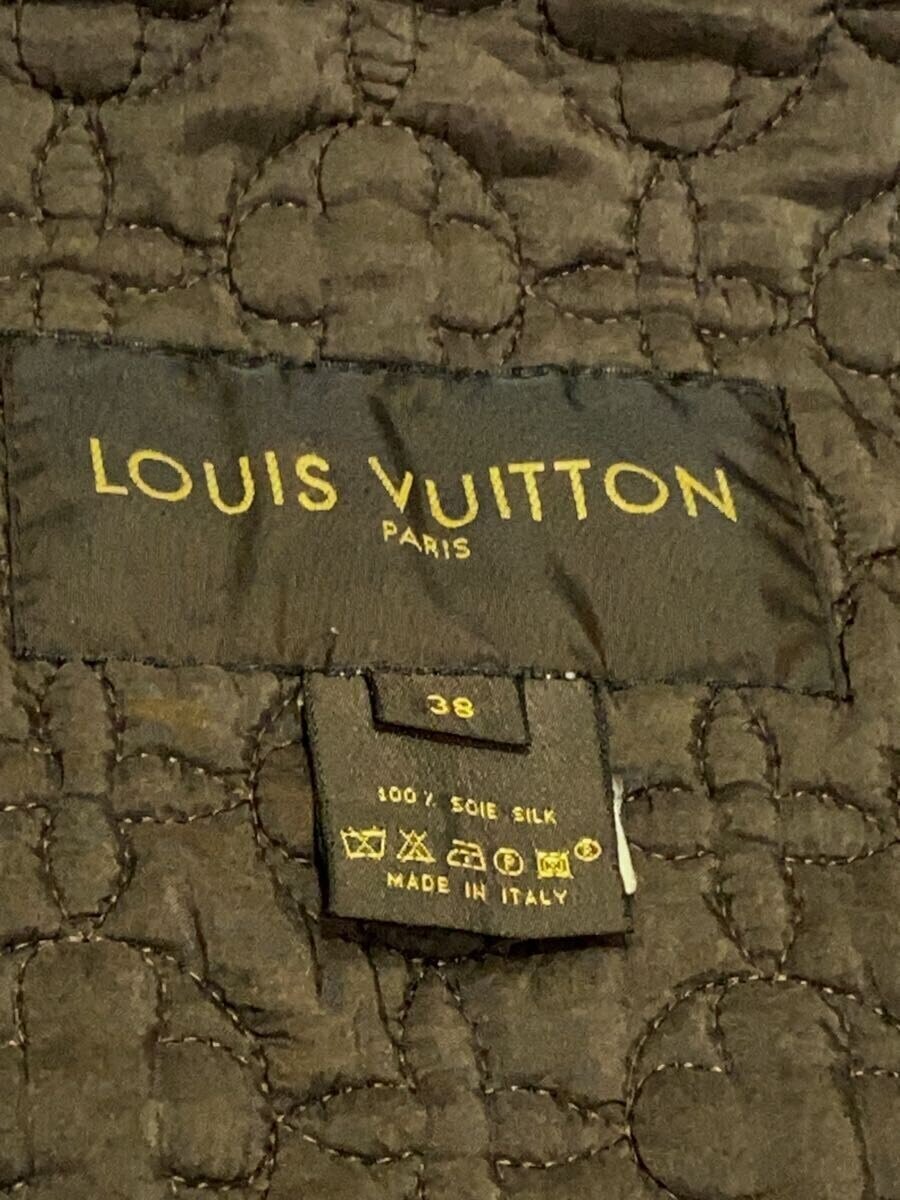 LOUIS VUITTON
PARIS
38
100% SOIE SILK
P
MADE IN ITALY